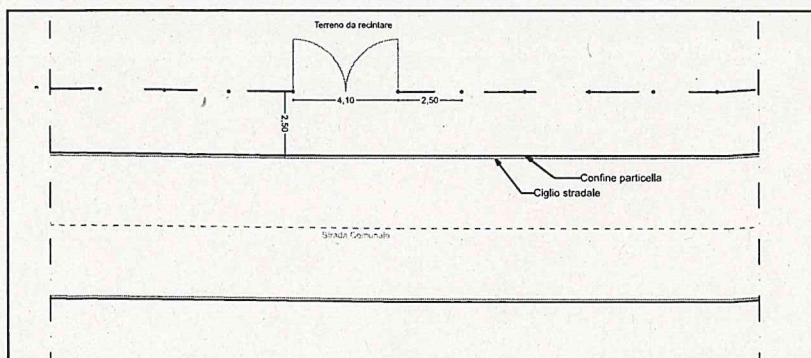 Terreno da recintare
4,10
2,50
2,50
Confine particella
Ciglio stradale
Strada Comunale